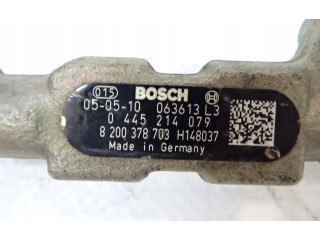 015 BOSCH
05-05-10 063613 L3
0 445 214 079
8 200 378 703 H148037
Made in Germany